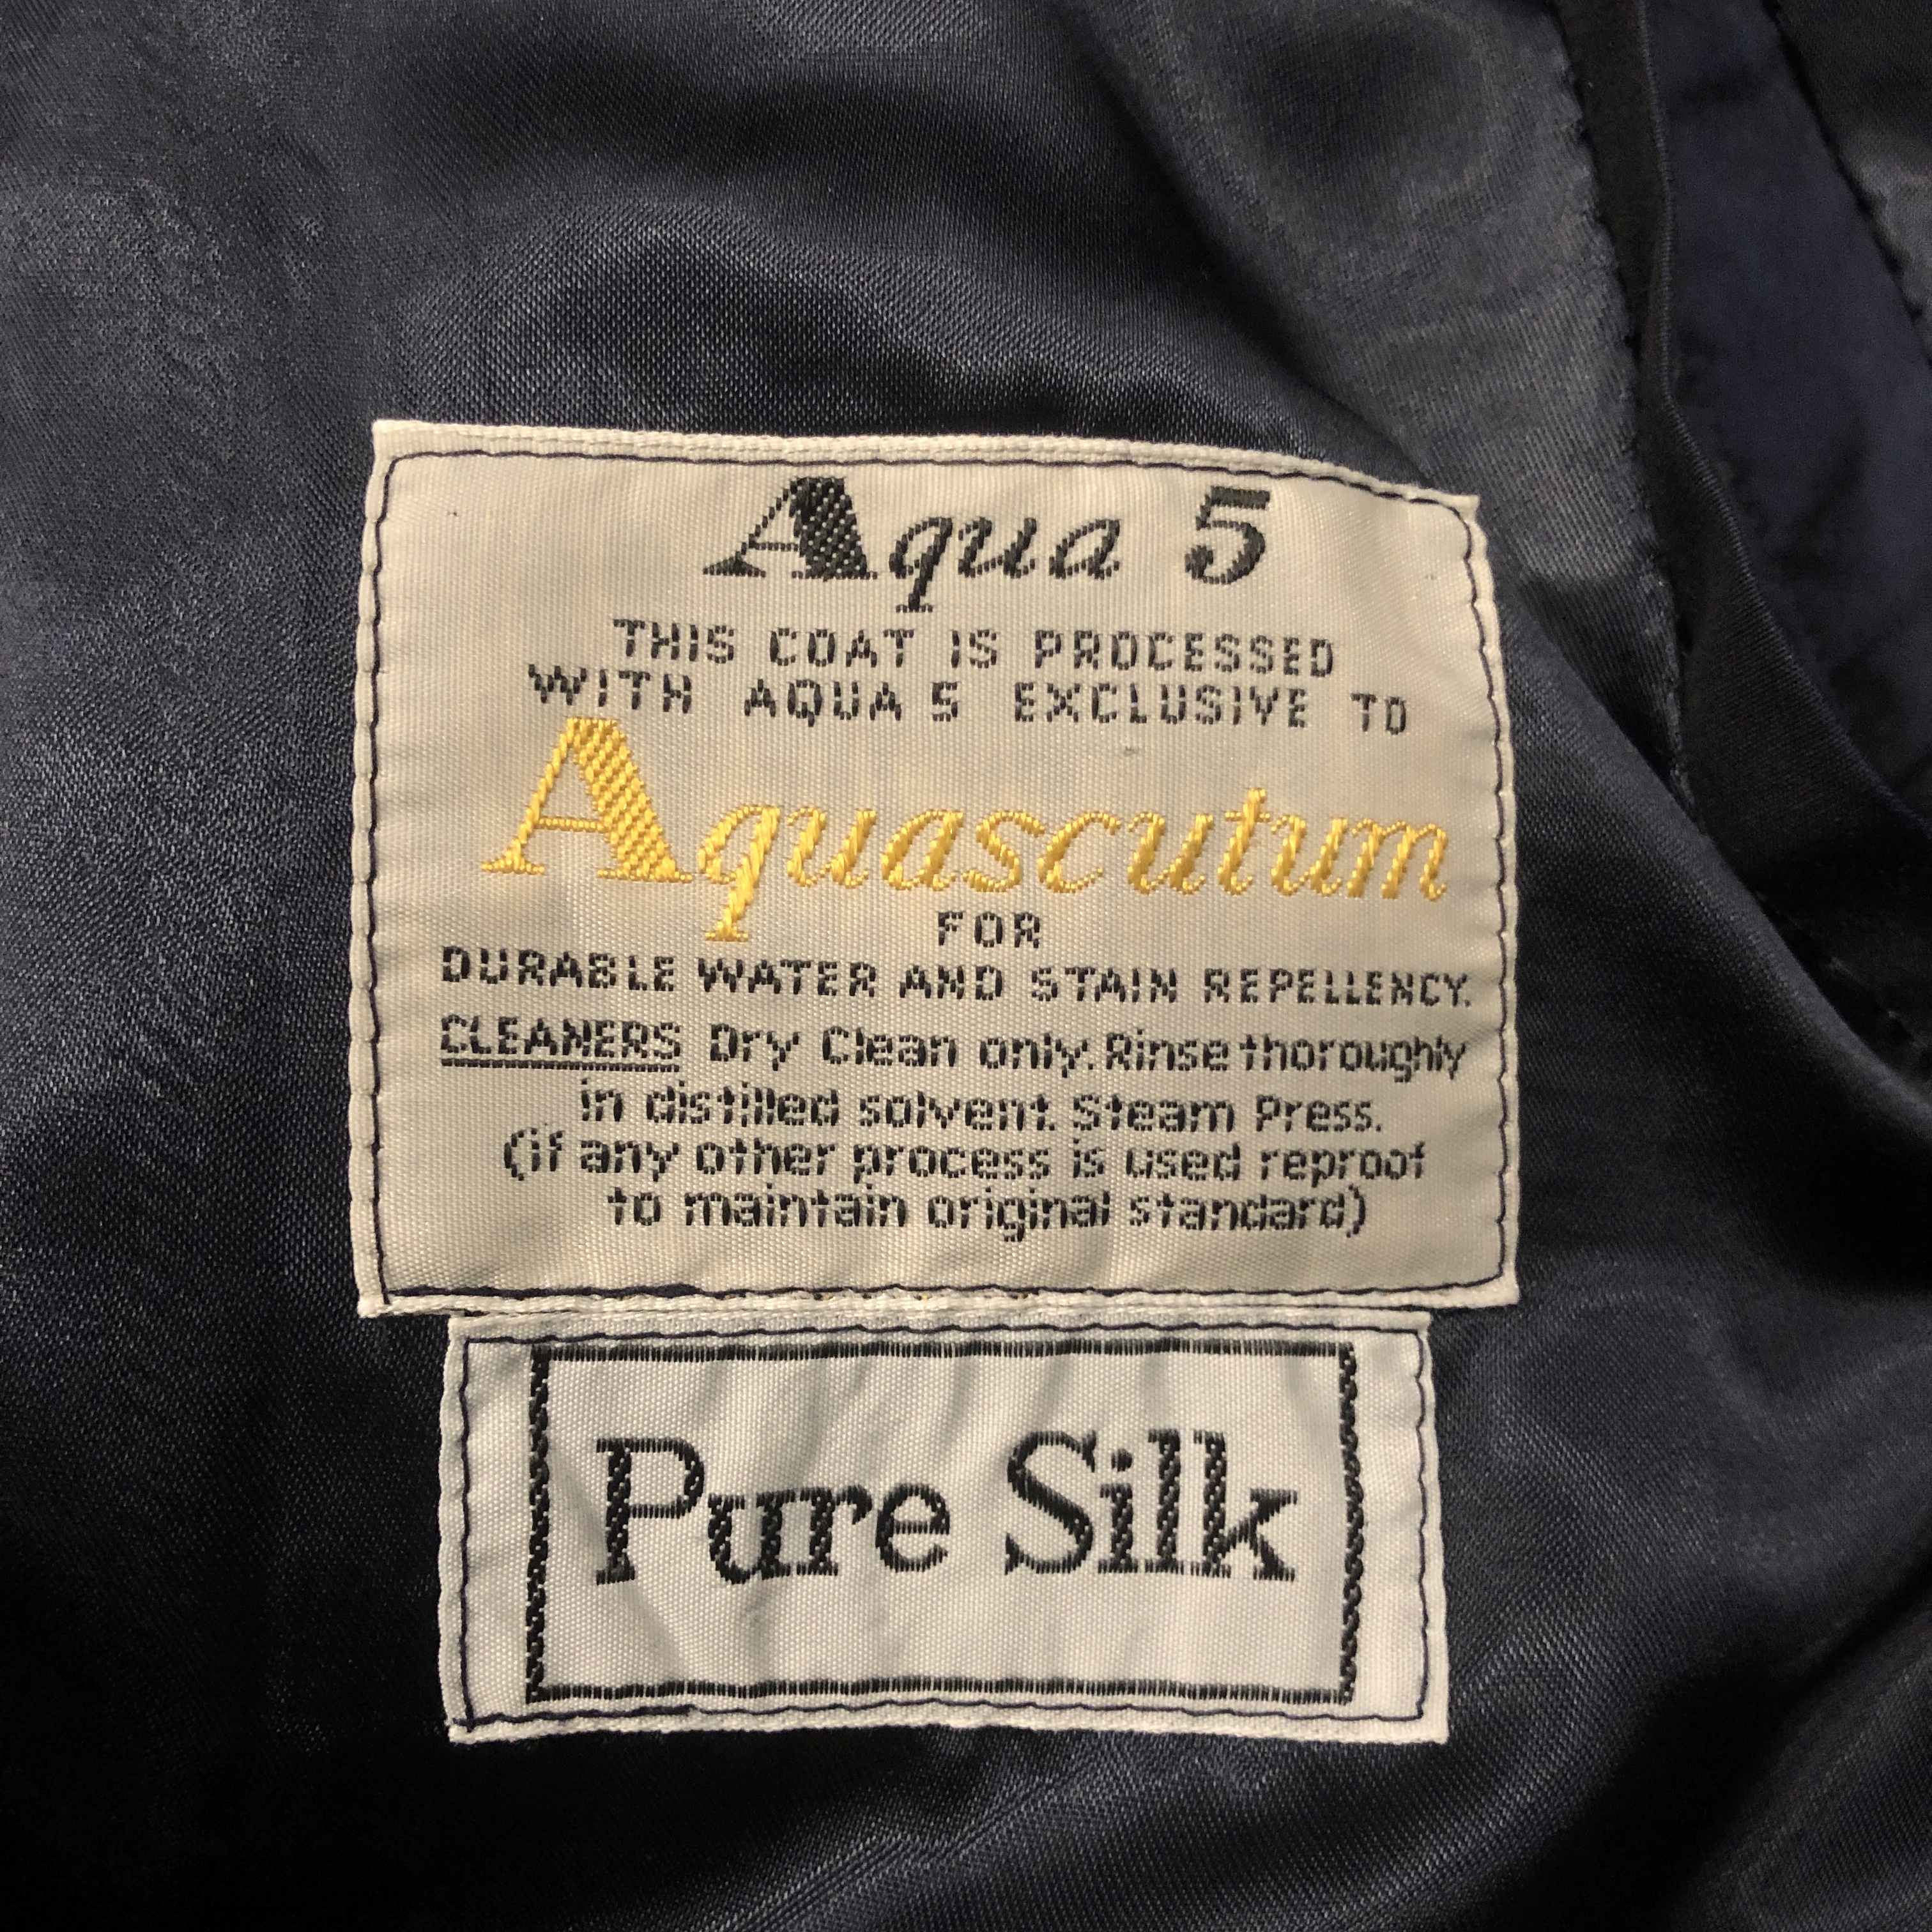 Aqua 5
THIS COAT IS PROCESSED
WITH AQUA 5 EXCLUSIVE TO
Aquascutum
FOR
DURABLE WATER AND STAIN REPELLENCY.
CLEANERS Dry Clean only. Rinse thoroughly
in distilled solvent. Steam Press.
(if any other process is used reproof
to maintain original standard)
Pure Silk